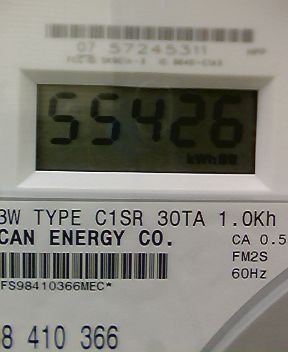 07 57245311
55426
kWh
3W TYPE C1SR 30TA 1.0Kh
CAN ENERGY CO.
CA 0.5
FM2S
60Hz
FS98410366MEC*
8 410 366